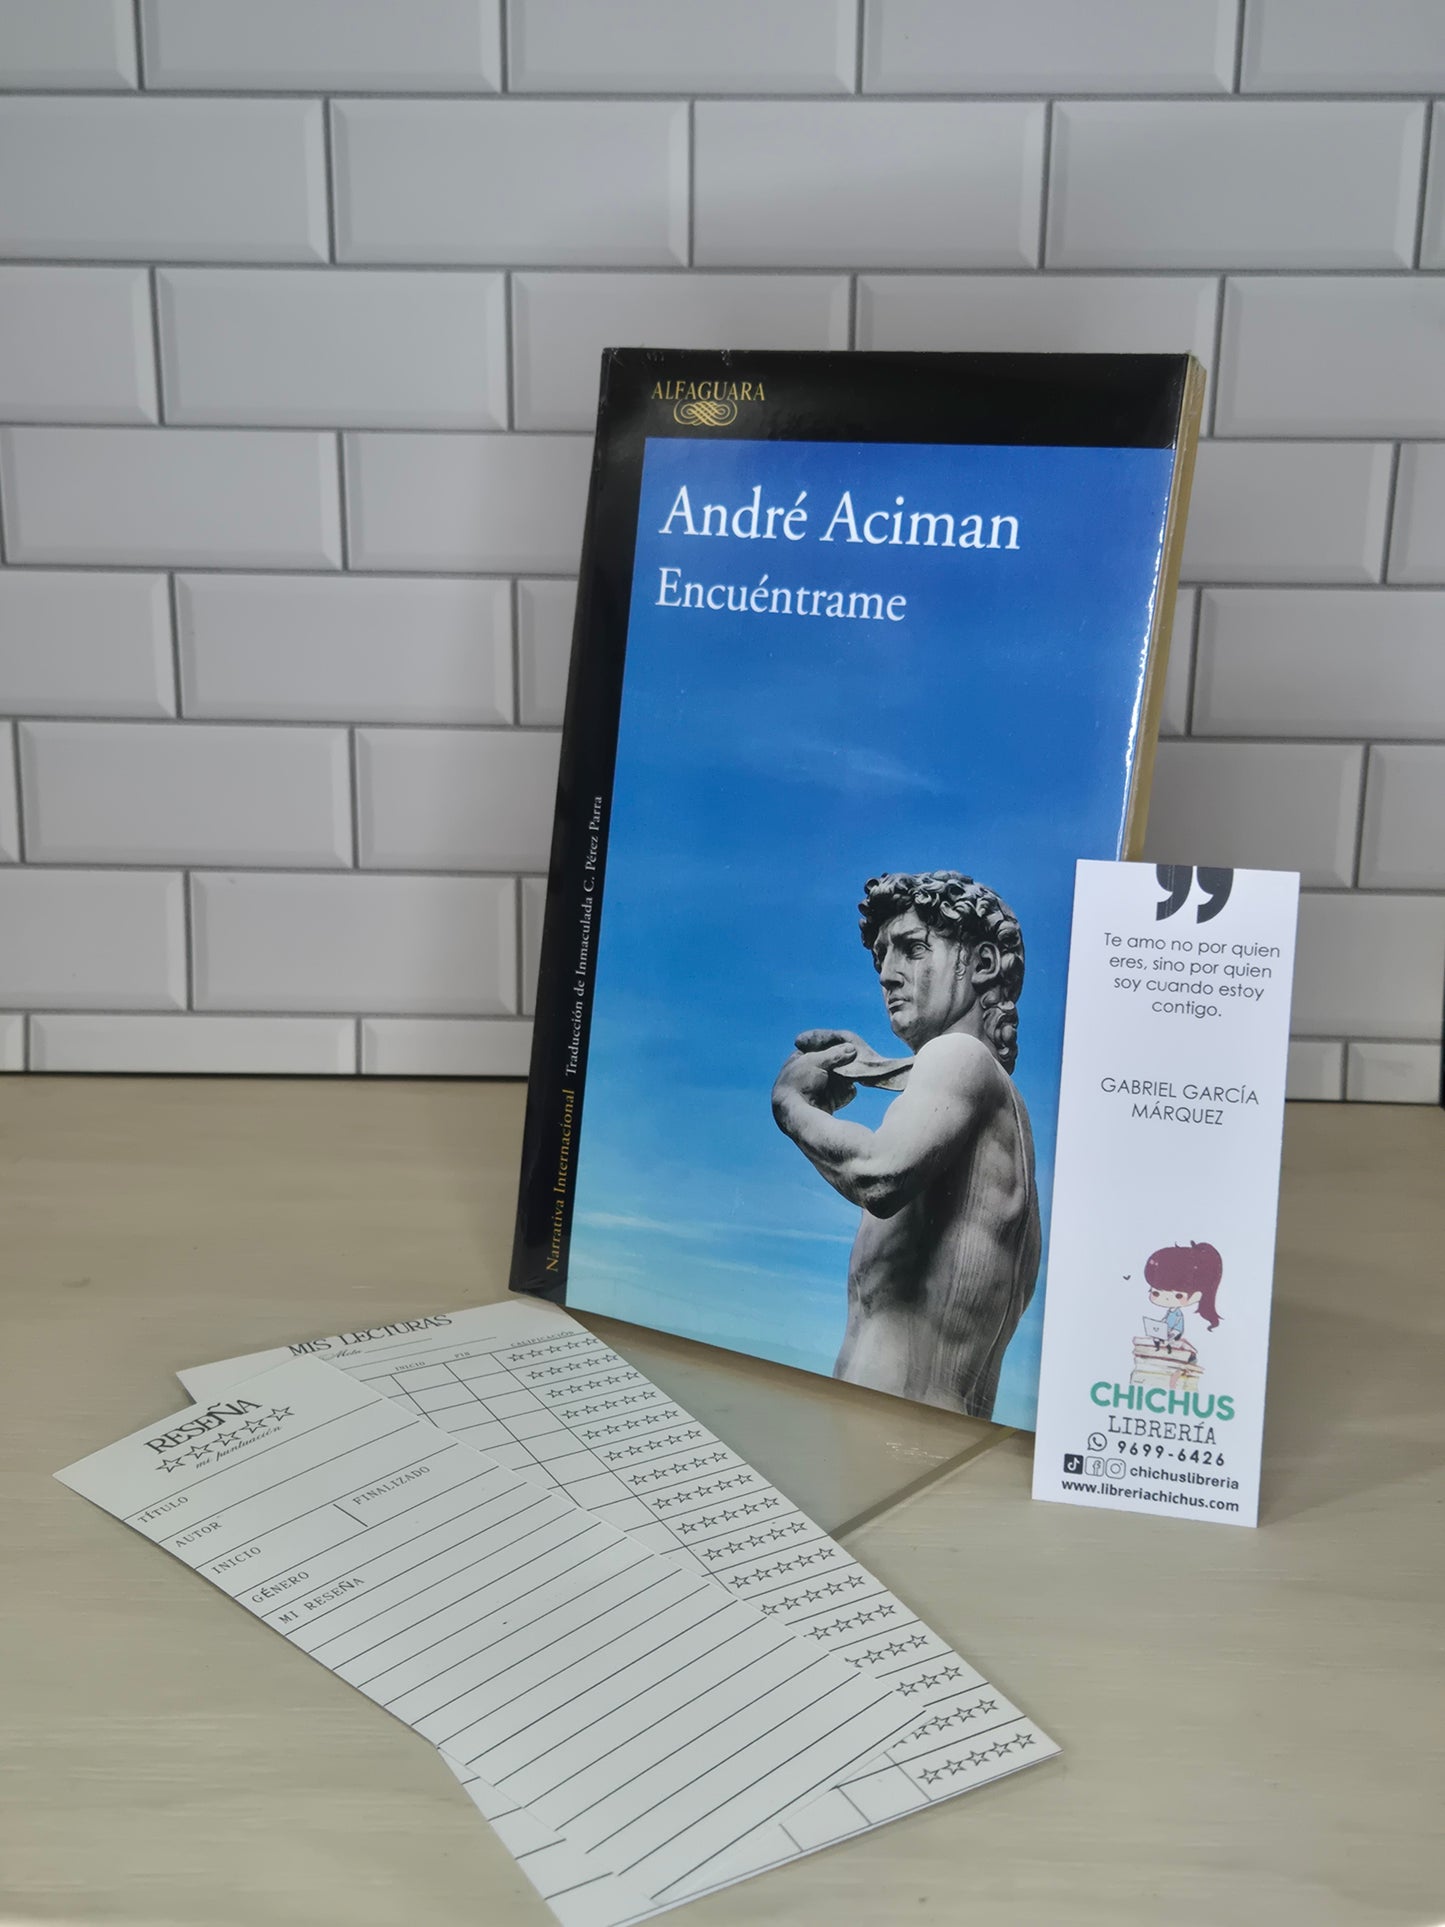 ALFAGUARA
André Aciman
Encuéntrame
Narrativa Internacional Traducción de Inmaculada C. Pérez Parra
Te amo no por quien
eres, sino por quien
soy cuando estoy
contigo.
GABRIEL GARCÍA
MÁRQUEZ
CHICHUS
LIBRERÍA
9699-6426
chichuslibreria
www.libreriachichus.com
MIS LECTURAS
Meta
INICIO FIN CALIFICACIÓN
RESEÑA
mi puntuación
TÍTULO
AUTOR
INICIO FINALIZADO
GÉNERO
MI RESEÑA